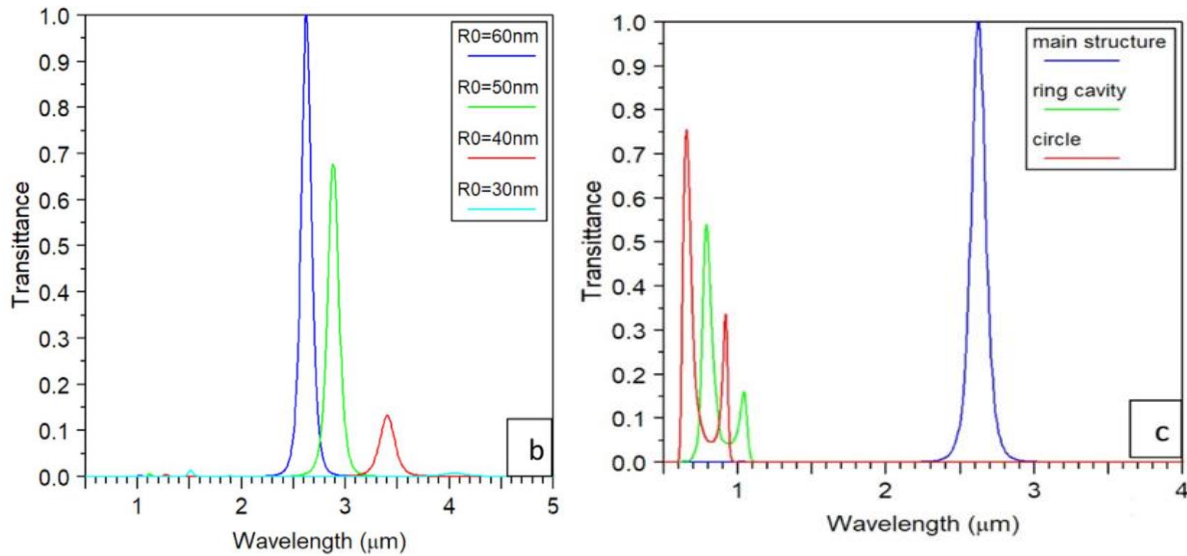 1.0
0.9
0.8
0.7
0.6
0.5
0.4
0.3
0.2
0.1
0.0
Transittance
R0=60nm
R0=50nm
R0=40nm
R0=30nm
b
1 2 3 4 5
Wavelength (μm)
1.0
0.9
0.8
0.7
0.6
0.5
0.4
0.3
0.2
0.1
0.0
Transittance
main structure
ring cavity
circle
c
1 2 3 4
Wavelength (μm)